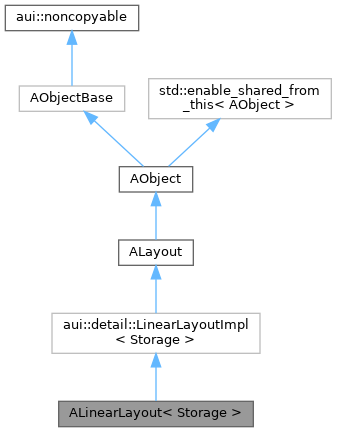 aui::noncopyable
AObjectBase
std::enable_shared_from
_this< AObject >
AObject
ALayout
aui::detail::LinearLayoutImpl
< Storage >
ALinearLayout< Storage >